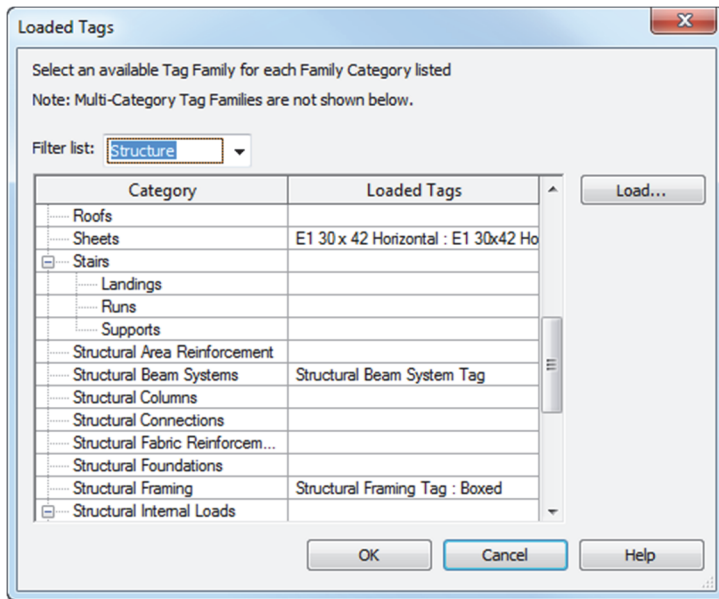 Loaded Tags
Select an available Tag Family for each Family Category listed
Note: Multi-Category Tag Families are not shown below.
Filter list: Structure
Category Loaded Tags Load...
Roofs
Sheets E1 30 x 42 Horizontal : E1 30x42 Ho
Stairs
Landings
Runs
Supports
Structural Area Reinforcement
Structural Beam Systems Structural Beam System Tag
Structural Columns
Structural Connections
Structural Fabric Reinforcem...
Structural Foundations
Structural Framing Structural Framing Tag : Boxed
Structural Internal Loads
OK Cancel Help